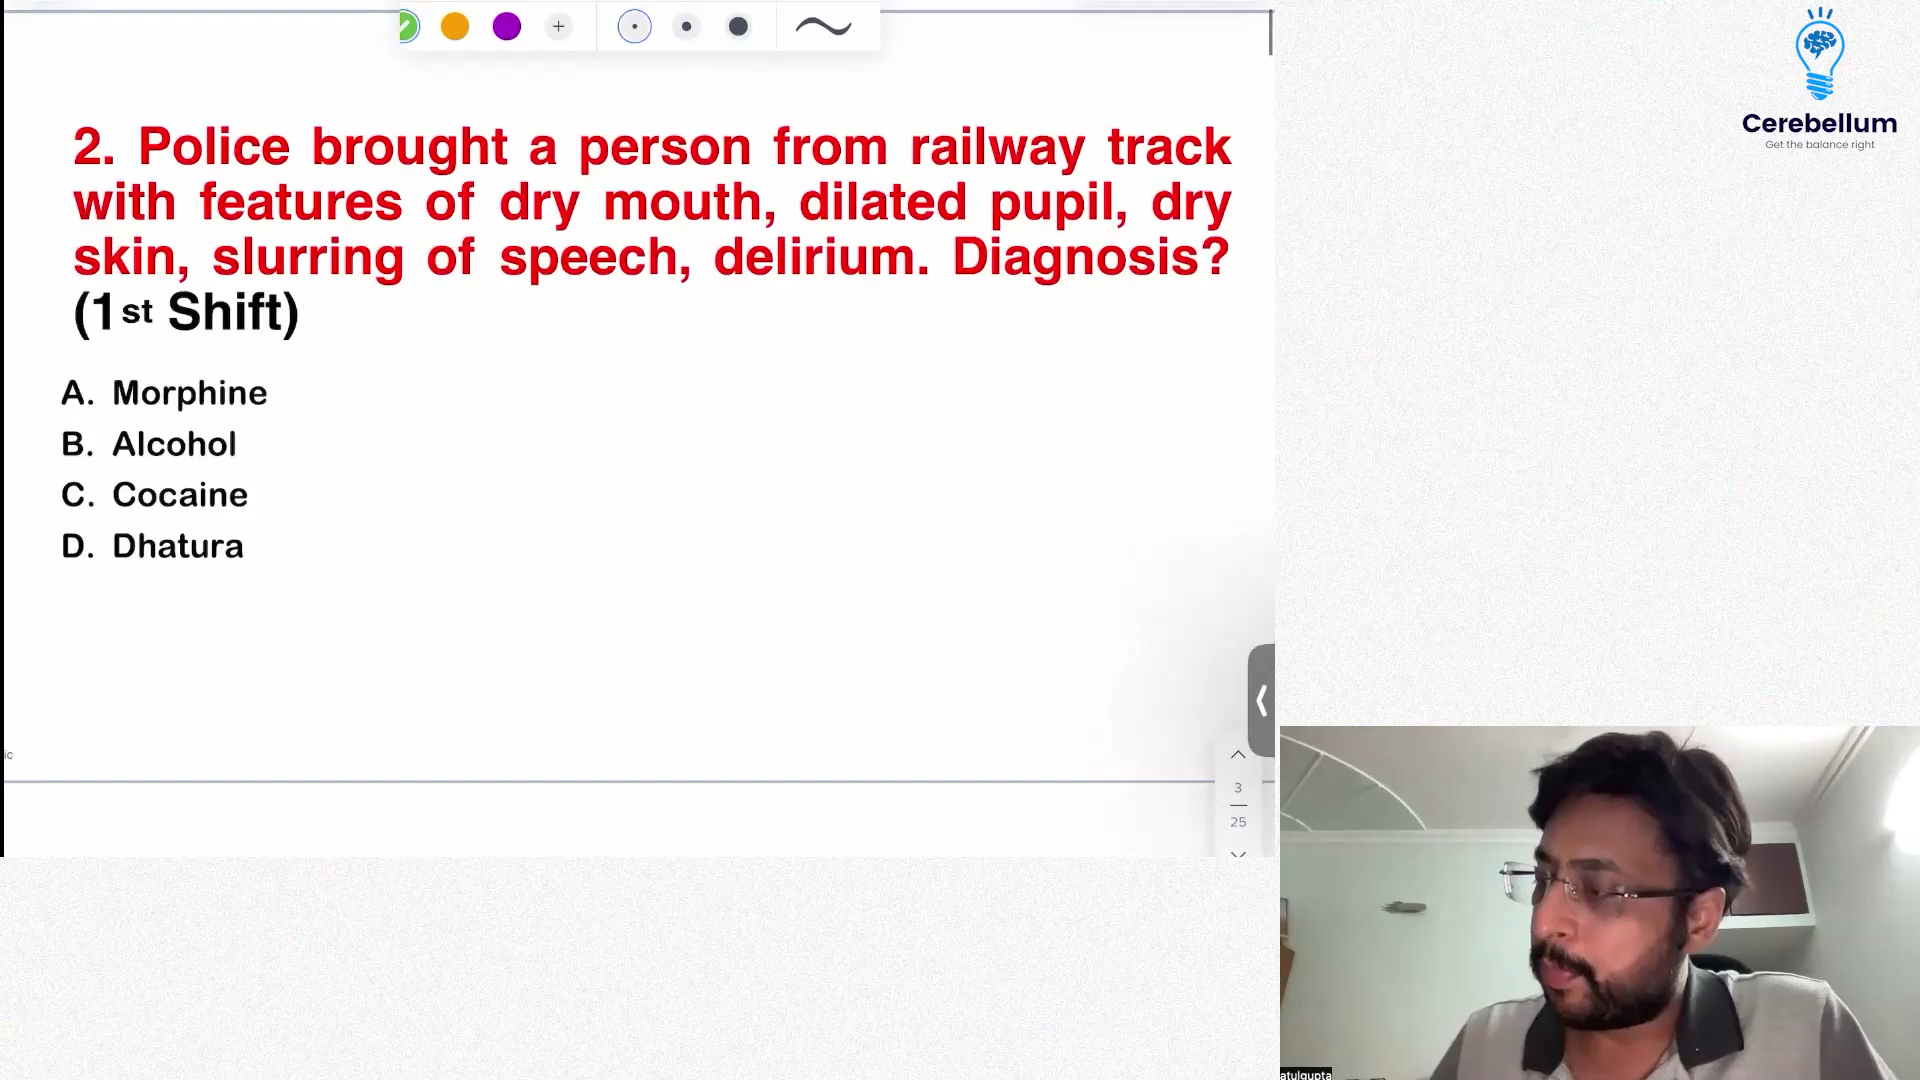 Cerebellum
Get the balance right
2. Police brought a person from railway track
with features of dry mouth, dilated pupil, dry
skin, slurring of speech, delirium. Diagnosis?
(1st Shift)
A. Morphine
B. Alcohol
C. Cocaine
D. Dhatura
ic
3
25
atulgupta